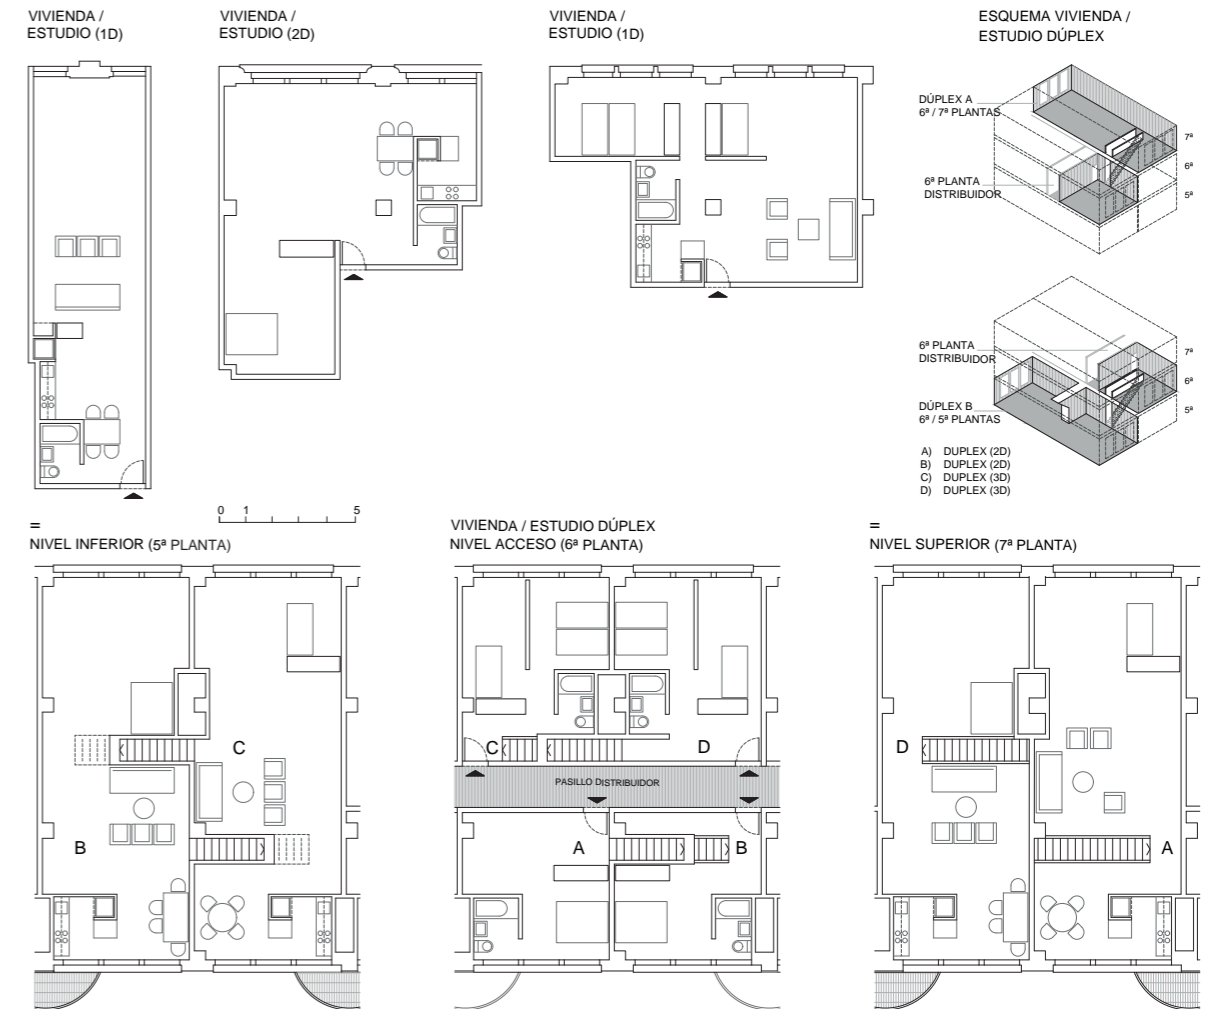 VIVIENDA /
ESTUDIO (1D)
VIVIENDA /
ESTUDIO (2D)
VIVIENDA /
ESTUDIO (1D)
ESQUEMA VIVIENDA /
ESTUDIO DÚPLEX
DÚPLEX A
6ª / 7ª PLANTAS
6ª PLANTA
DISTRIBUIDOR
7ª
6ª
5ª
6ª PLANTA
DISTRIBUIDOR
DÚPLEX B
6ª / 5ª PLANTAS
7ª
6ª
5ª
A) DUPLEX (2D)
B) DUPLEX (2D)
C) DUPLEX (3D)
D) DUPLEX (3D)
0 1 5
=
NIVEL INFERIOR (5ª PLANTA)
VIVIENDA / ESTUDIO DÚPLEX
NIVEL ACCESO (6ª PLANTA)
=
NIVEL SUPERIOR (7ª PLANTA)
C
B
C
D
PASILLO DISTRIBUIDOR
A
B
D
A